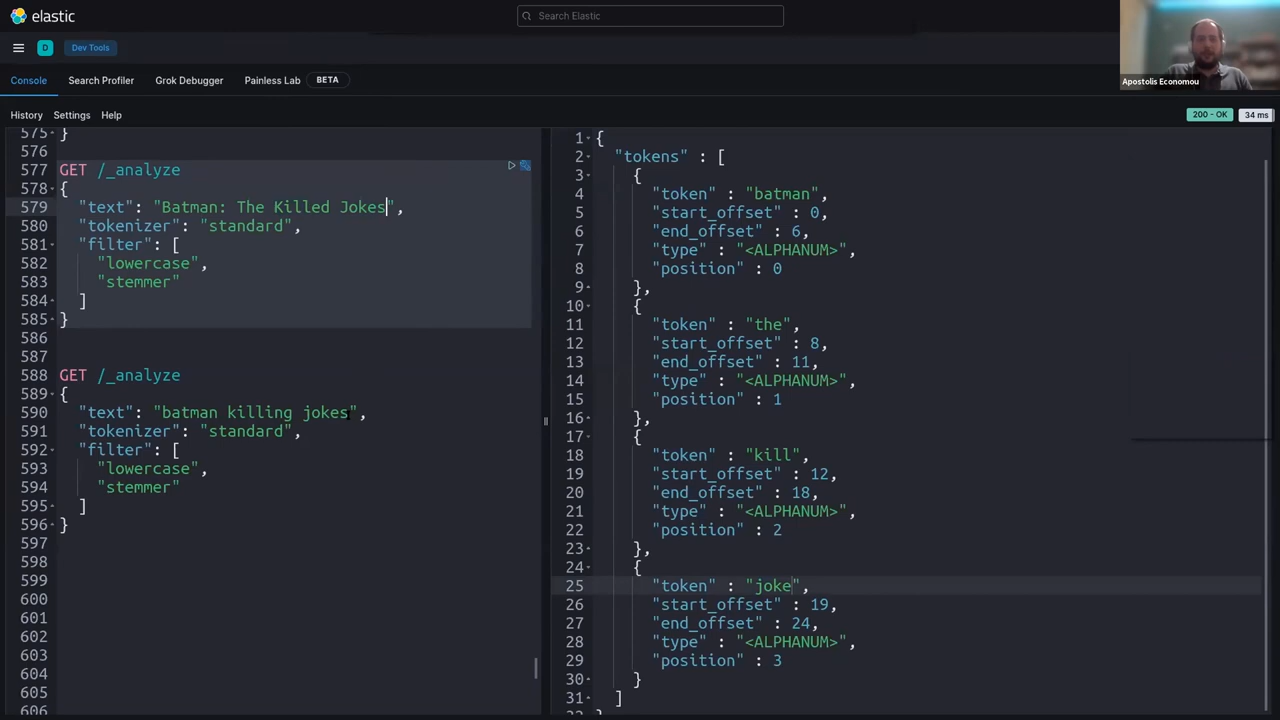 elastic
Search Elastic
D
Dev Tools
Console
Search Profiler
Grok Debugger
Painless Lab
BETA
Apostolis Economou
History
Settings
Help
200 - OK
34 ms
575 }
576
577 GET /_analyze
578 {
579 "text": "Batman: The Killed Jokes",
580 "tokenizer": "standard",
581 "filter": [
582 "lowercase",
583 "stemmer"
584 ]
585 }
586
587
588 GET /_analyze
589 {
590 "text": "batman killing jokes",
591 "tokenizer": "standard",
592 "filter": [
593 "lowercase",
594 "stemmer"
595 ]
596 }
597
598
599
600
601
602
603
604
605
606
1 {
2 "tokens" : [
3 {
4 "token" : "batman",
5 "start_offset" : 0,
6 "end_offset" : 6,
7 "type" : "<ALPHANUM>",
8 "position" : 0
9 },
10 {
11 "token" : "the",
12 "start_offset" : 8,
13 "end_offset" : 11,
14 "type" : "<ALPHANUM>",
15 "position" : 1
16 },
17 {
18 "token" : "kill",
19 "start_offset" : 12,
20 "end_offset" : 18,
21 "type" : "<ALPHANUM>",
22 "position" : 2
23 },
24 {
25 "token" : "joke",
26 "start_offset" : 19,
27 "end_offset" : 24,
28 "type" : "<ALPHANUM>",
29 "position" : 3
30 }
31 ]
32 }